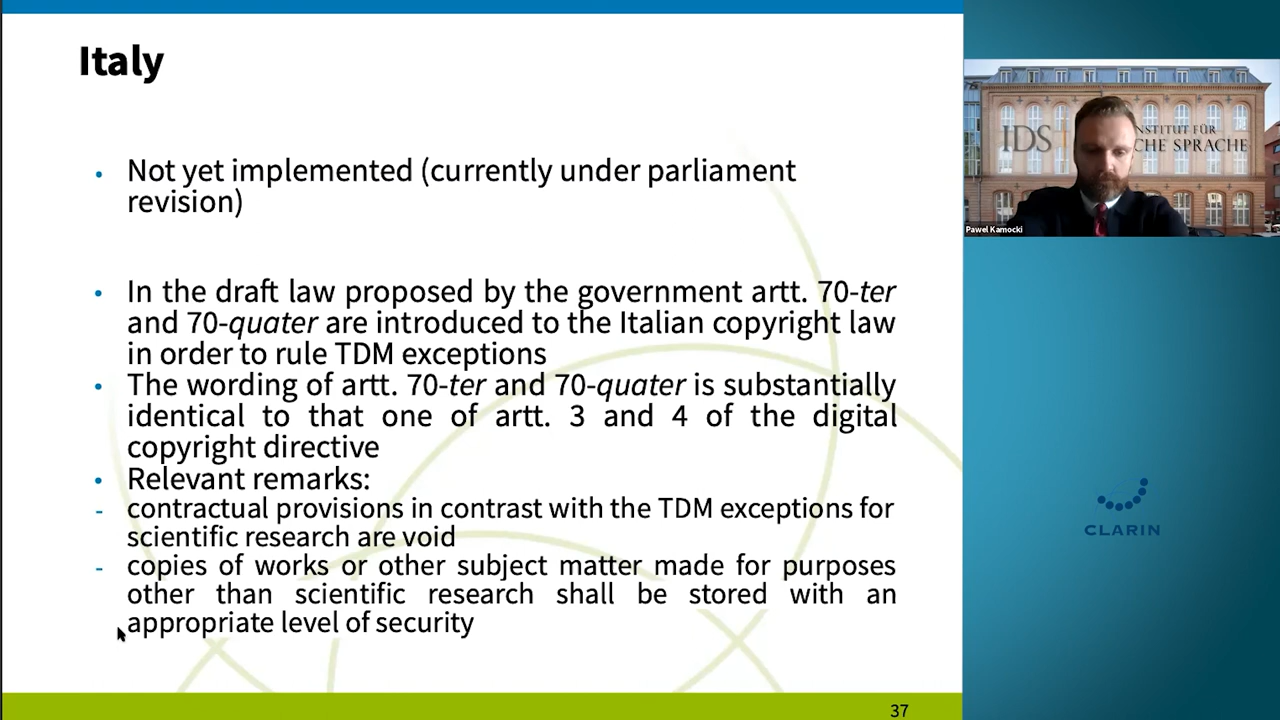 Italy
• Not yet implemented (currently under parliament
revision)
• In the draft law proposed by the government artt. 70-ter
and 70-quater are introduced to the Italian copyright law
in order to rule TDM exceptions
• The wording of artt. 70-ter and 70-quater is substantially
identical to that one of artt. 3 and 4 of the digital
copyright directive
• Relevant remarks:
- contractual provisions in contrast with the TDM exceptions for
scientific research are void
- copies of works or other subject matter made for purposes
other than scientific research shall be stored with an
appropriate level of security
37
IDS
NSTITUT FÜR
CHE SPRACHE
Pawel Kamocki
CLARIN